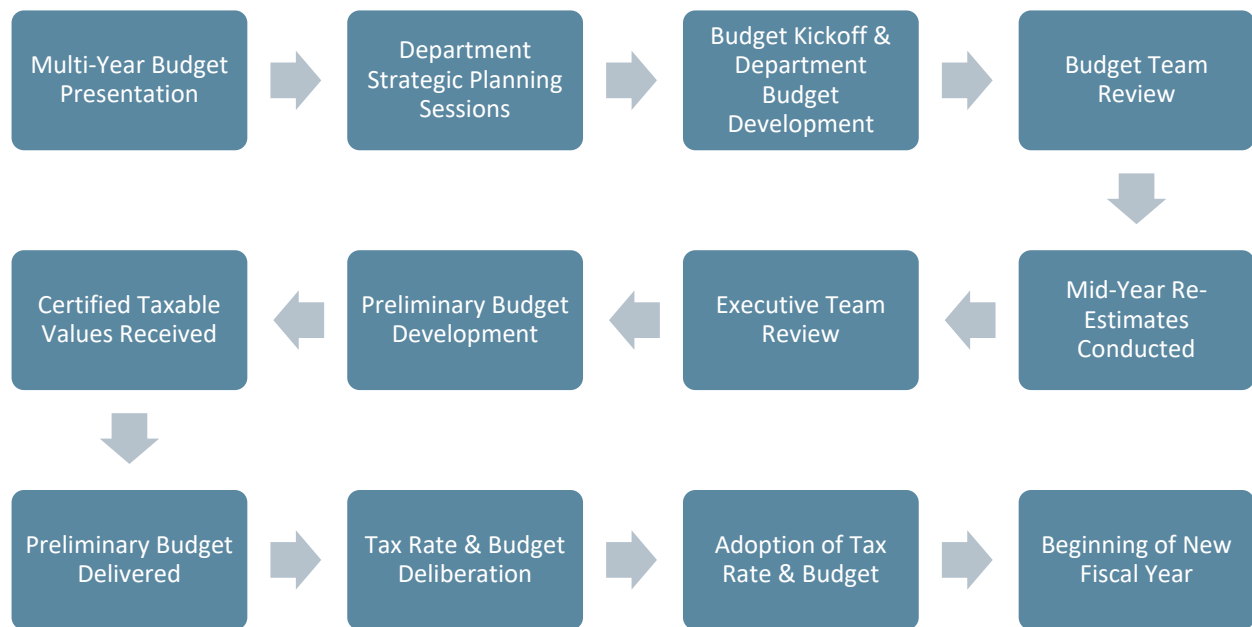 Multi-Year Budget
Presentation
Department
Strategic Planning
Sessions
Budget Kickoff &
Department
Budget
Development
Budget Team
Review
Mid-Year Re-
Estimates
Conducted
Executive Team
Review
Preliminary Budget
Development
Certified Taxable
Values Received
Preliminary Budget
Delivered
Tax Rate & Budget
Deliberation
Adoption of Tax
Rate & Budget
Beginning of New
Fiscal Year